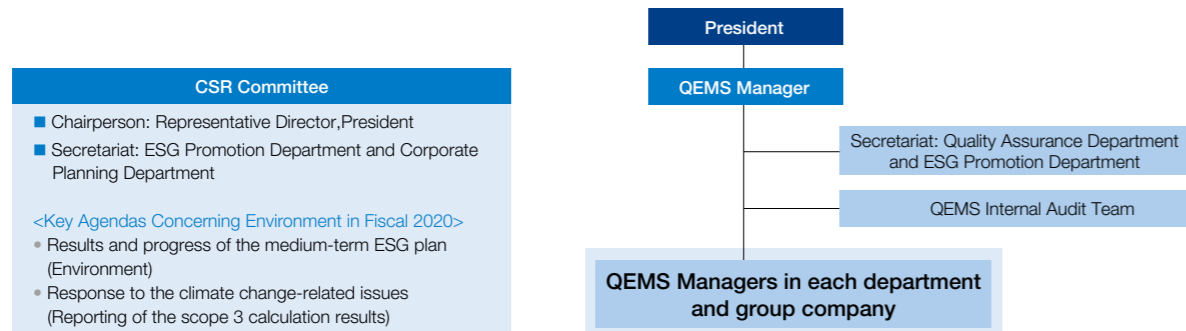 CSR Committee
■ Chairperson: Representative Director,President
■ Secretariat: ESG Promotion Department and Corporate
Planning Department
<Key Agendas Concerning Environment in Fiscal 2020>
• Results and progress of the medium-term ESG plan
(Environment)
• Response to the climate change-related issues
(Reporting of the scope 3 calculation results)
President
QEMS Manager
Secretariat: Quality Assurance Department
and ESG Promotion Department
QEMS Internal Audit Team
QEMS Managers in each department
and group company